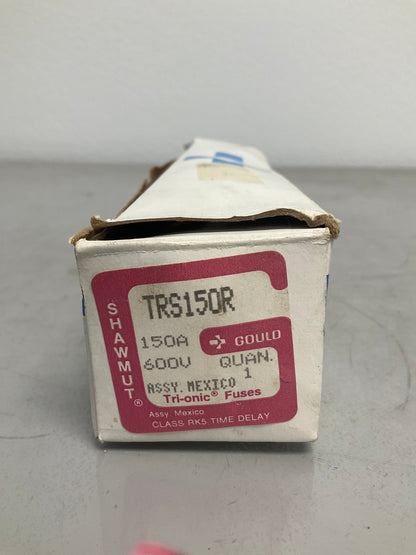 SHAWMUT®
TRS150R
150A GOULD
600V QUAN.
1
ASSY. MEXICO
Tri-onic® Fuses
Assy. Mexico
CLASS RK5 TIME DELAY